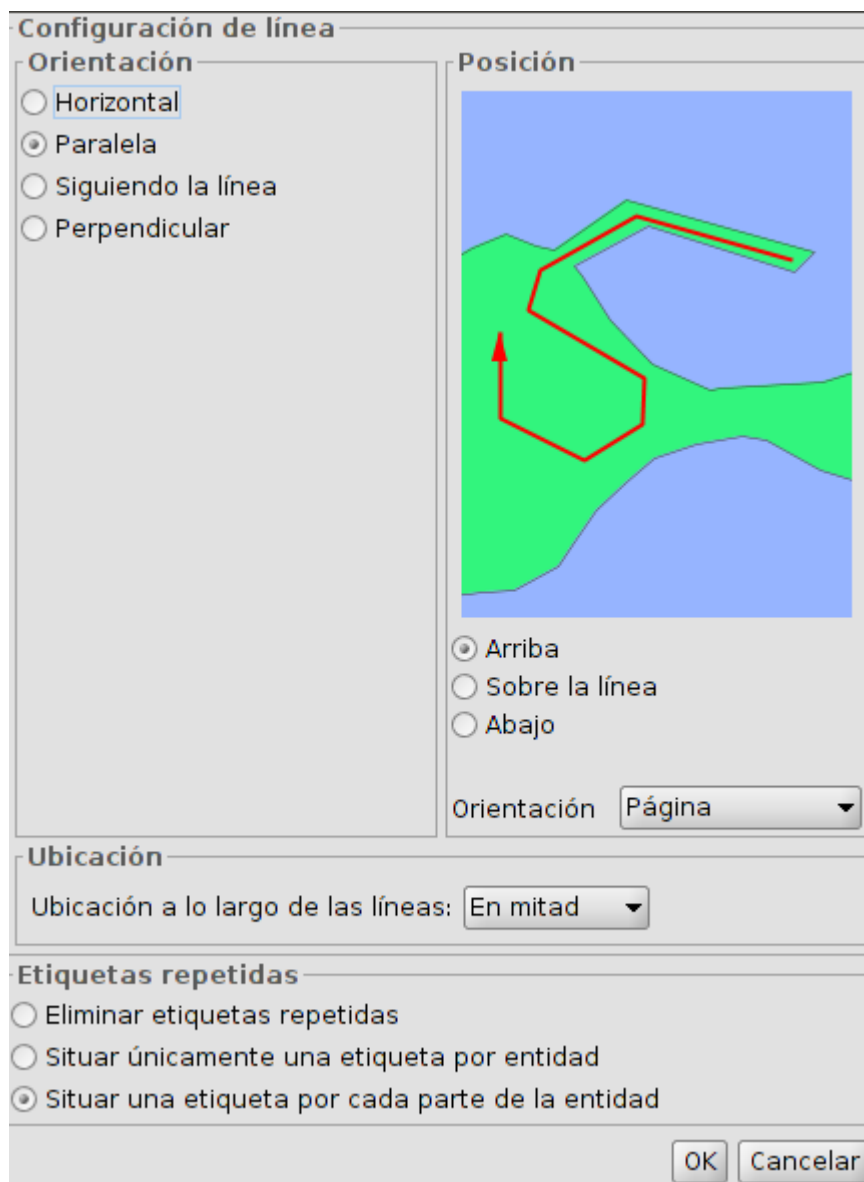 Configuración de línea
Orientación
Horizontal
Paralela
Siguiendo la línea
Perpendicular
Posición
Arriba
Sobre la línea
Abajo
Orientación Página
Ubicación
Ubicación a lo largo de las líneas: En mitad
Etiquetas repetidas
Eliminar etiquetas repetidas
Situar únicamente una etiqueta por entidad
Situar una etiqueta por cada parte de la entidad
OK Cancelar